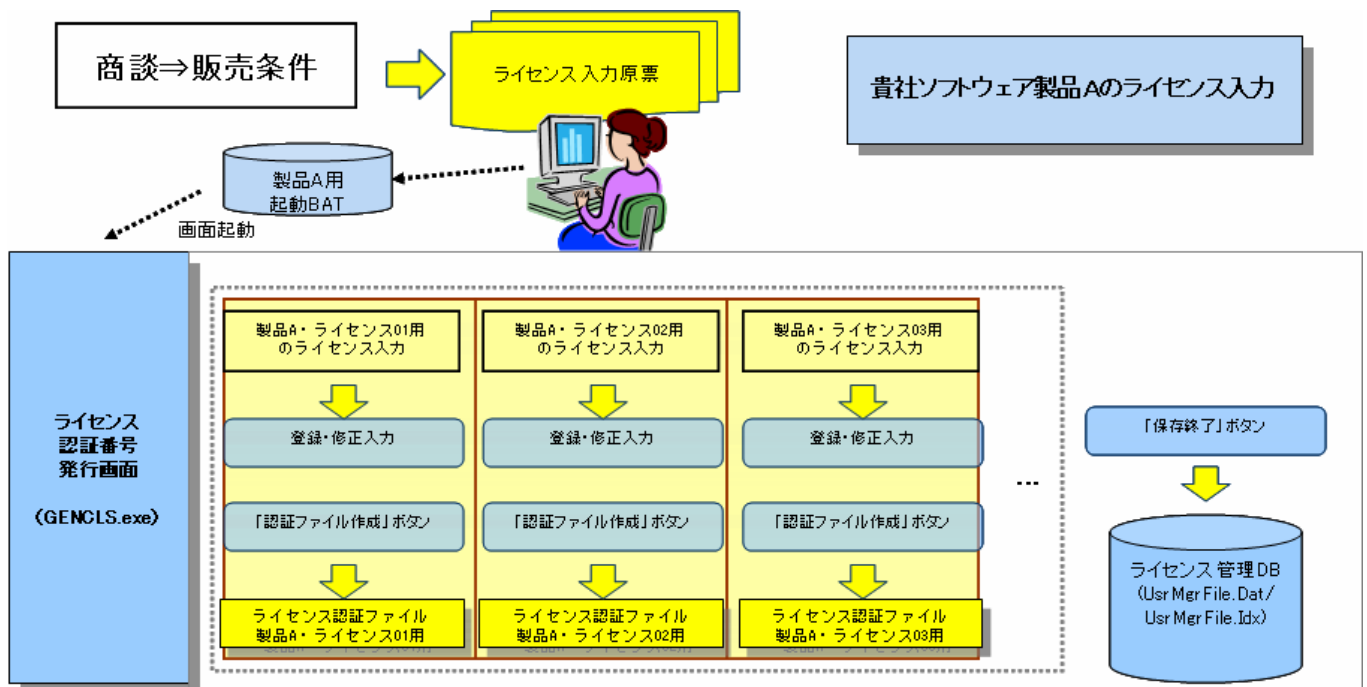 商談⇒販売条件
ライセンス入力原票
貴社ソフトウェア製品Aのライセンス入力
製品A用
起動BAT
画面起動
ライセンス
認証番号
発行画面
(GENCLS.exe)
製品A・ライセンス01用
のライセンス入力
登録・修正入力
「認証ファイル作成」ボタン
ライセンス認証ファイル
製品A・ライセンス01用
製品A・ライセンス02用
のライセンス入力
登録・修正入力
「認証ファイル作成」ボタン
ライセンス認証ファイル
製品A・ライセンス02用
製品A・ライセンス03用
のライセンス入力
登録・修正入力
「認証ファイル作成」ボタン
ライセンス認証ファイル
製品A・ライセンス03用
…
「保存終了」ボタン
ライセンス管理DB
(UsrMgrFile.Dat/
UsrMgrFile.Idx)